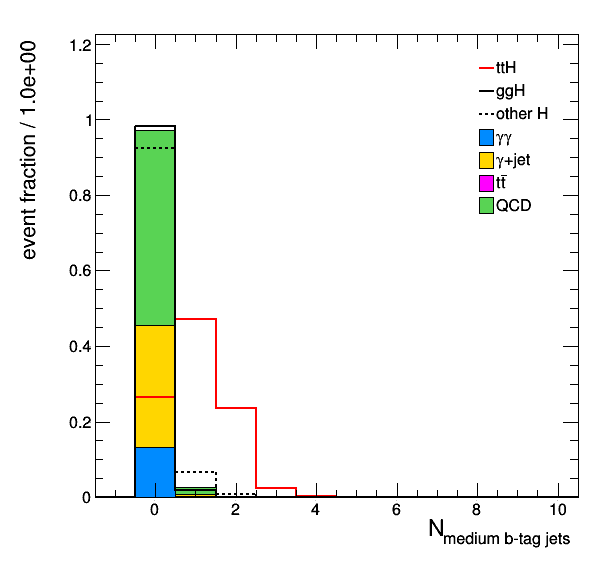 event fraction / 1.0e+00
1.2
1
0.8
0.6
0.4
0.2
0
ttH
ggH
other H
γγ
γ+jet
tt̄
QCD
0 2 4 6 8 10
N medium b-tag jets